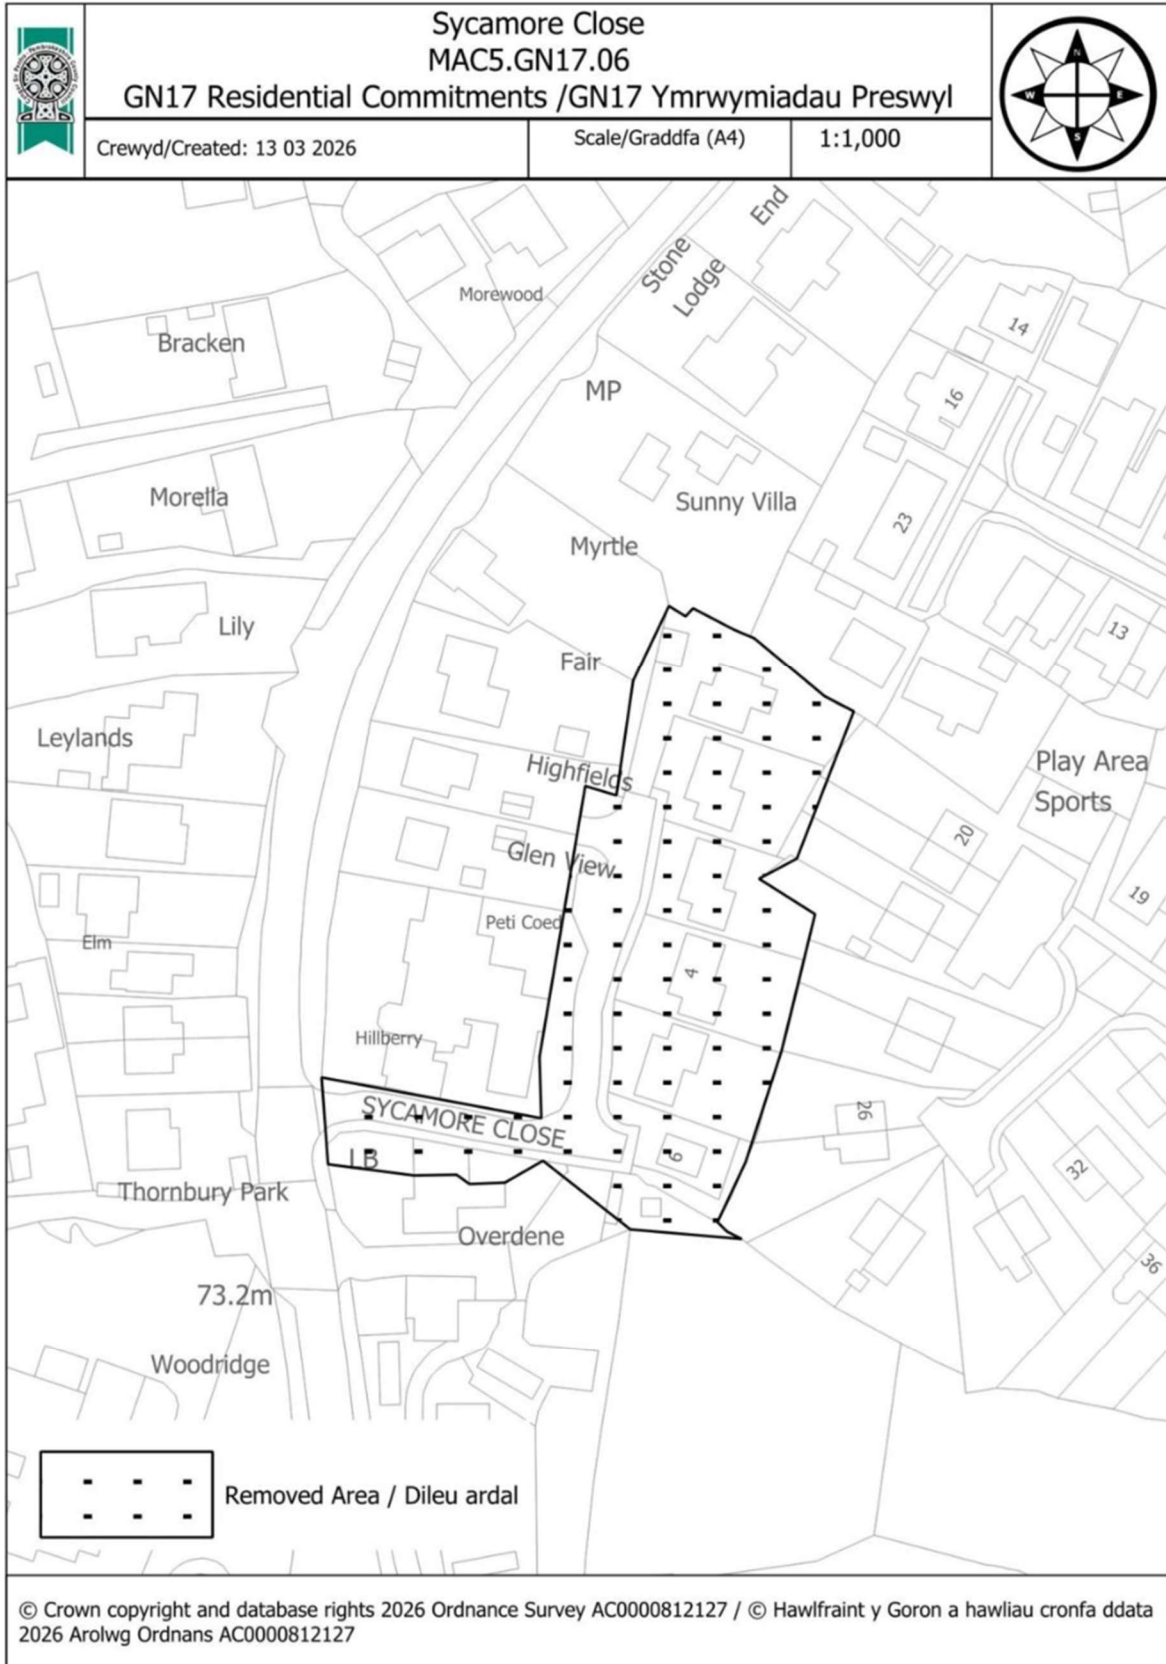 Sycamore Close
MAC5.GN17.06
GN17 Residential Commitments /GN17 Ymrwymiadau Preswyl
Crewyd/Created: 13 03 2026
Scale/Graddfa (A4)
1:1,000
N
W
E
S
End
Stone
Lodge
Morewood
14
Bracken
MP
16
Morella
Sunny Villa
23
Myrtle
Lily
13
Fair
Leylands
Highfields
Play Area
Sports
20
Glen View
19
Peti Coed
Elm
4
Hillberry
SYCAMORE CLOSE
26
LB
6
32
Thornbury Park
Overdene
36
73.2m
Woodridge
Removed Area / Dileu ardal
© Crown copyright and database rights 2026 Ordnance Survey AC0000812127 / © Hawlfraint y Goron a hawliau cronfa ddata
2026 Arolwg Ordnans AC0000812127